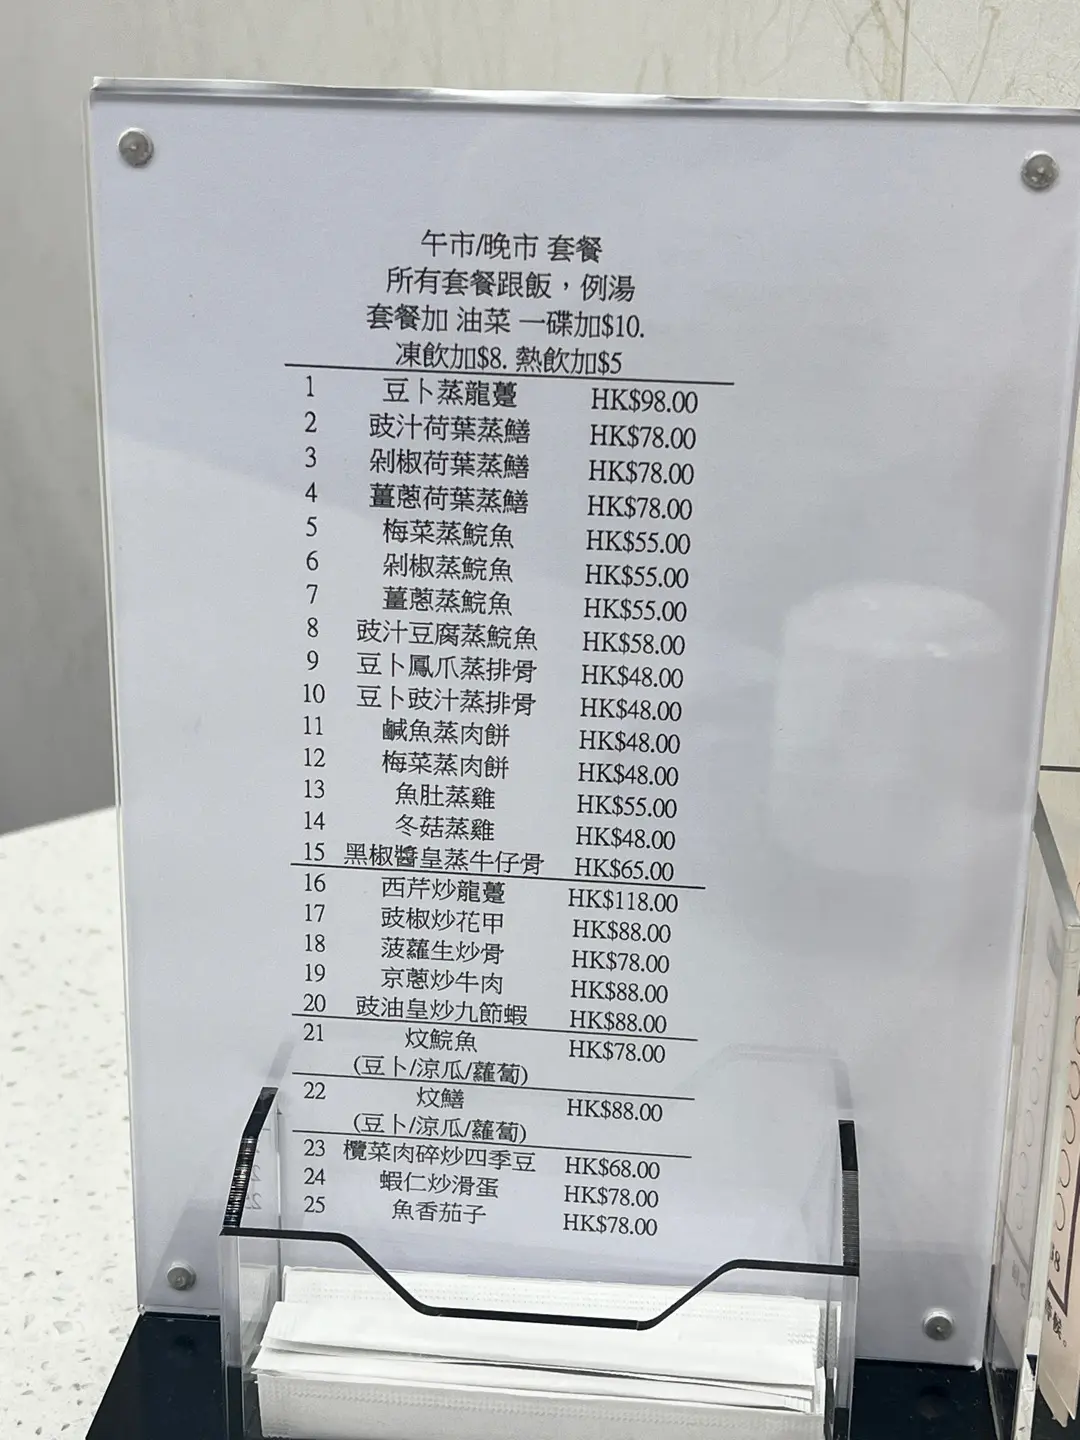 午市/晚市 套餐
所有套餐跟飯，例湯
套餐加 油菜 一碟加$10.
凍飲加$8. 熱飲加$5
1 豆卜蒸龍躉 HK$98.00
2 豉汁荷葉蒸鱔 HK$78.00
3 剁椒荷葉蒸鱔 HK$78.00
4 薑蔥荷葉蒸鱔 HK$78.00
5 梅菜蒸鯇魚 HK$55.00
6 剁椒蒸鯇魚 HK$55.00
7 薑蔥蒸鯇魚 HK$55.00
8 豉汁豆腐蒸鯇魚 HK$58.00
9 豆卜鳳爪蒸排骨 HK$48.00
10 豆卜豉汁蒸排骨 HK$48.00
11 鹹魚蒸肉餅 HK$48.00
12 梅菜蒸肉餅 HK$48.00
13 魚肚蒸雞 HK$55.00
14 冬菇蒸雞 HK$48.00
15 黑椒醬皇蒸牛仔骨 HK$65.00
16 西芹炒龍躉 HK$118.00
17 豉椒炒花甲 HK$88.00
18 菠蘿生炒骨 HK$78.00
19 京蔥炒牛肉 HK$88.00
20 豉油皇炒九節蝦 HK$88.00
21 炆鯇魚 HK$78.00
(豆卜/涼瓜/蘿蔔)
22 炆鱔 HK$88.00
(豆卜/涼瓜/蘿蔔)
23 欖菜肉碎炒四季豆 HK$68.00
24 蝦仁炒滑蛋 HK$78.00
25 魚香茄子 HK$78.00